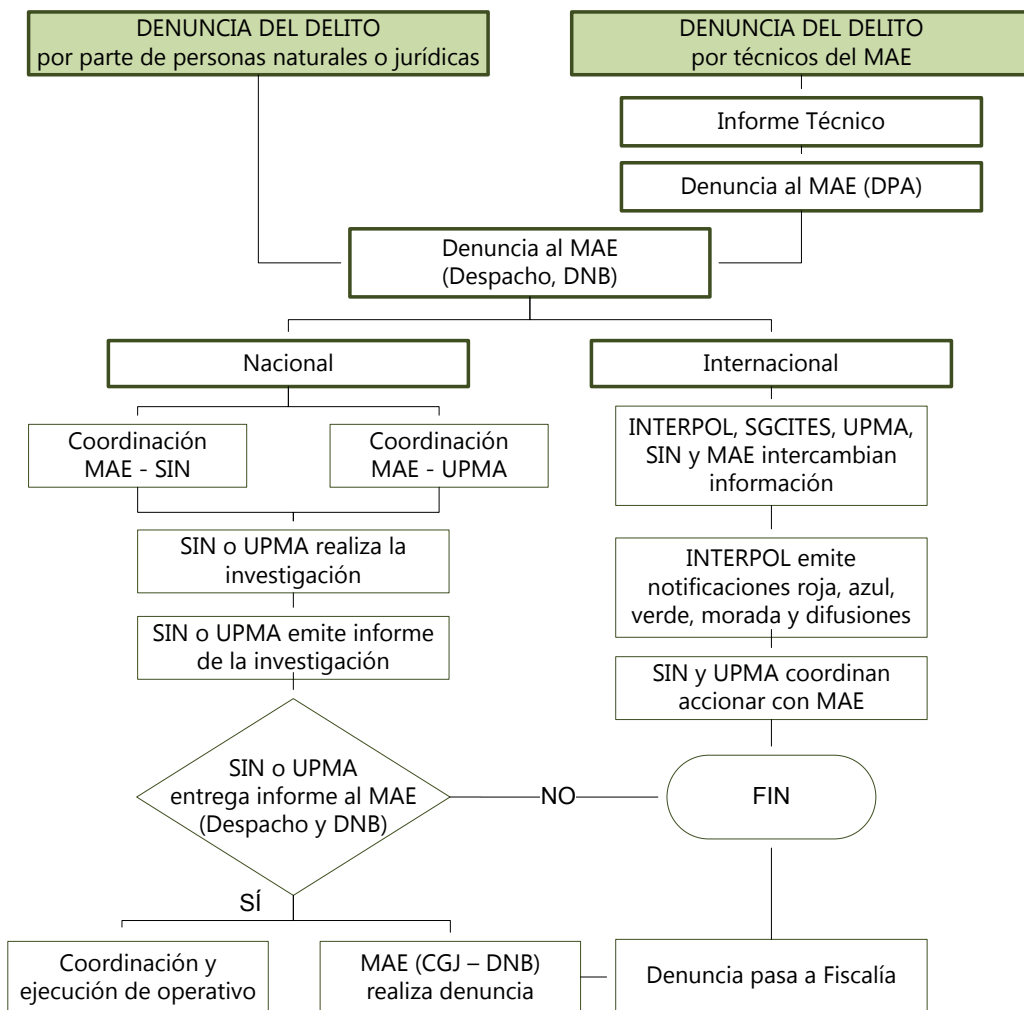 DENUNCIA DEL DELITO
por parte de personas naturales o jurídicas
DENUNCIA DEL DELITO
por técnicos del MAE
Informe Técnico
Denuncia al MAE (DPA)
Denuncia al MAE
(Despacho, DNB)
Nacional
Internacional
Coordinación
MAE - SIN
Coordinación
MAE - UPMA
INTERPOL, SGCITES, UPMA,
SIN y MAE intercambian
información
SIN o UPMA realiza la
investigación
INTERPOL emite
notificaciones roja, azul,
verde, morada y difusiones
SIN o UPMA emite informe
de la investigación
SIN y UPMA coordinan
accionar con MAE
SIN o UPMA
entrega informe al MAE
(Despacho y DNB)
NO
FIN
SÍ
Coordinación y
ejecución de operativo
MAE (CGJ – DNB)
realiza denuncia
Denuncia pasa a Fiscalía